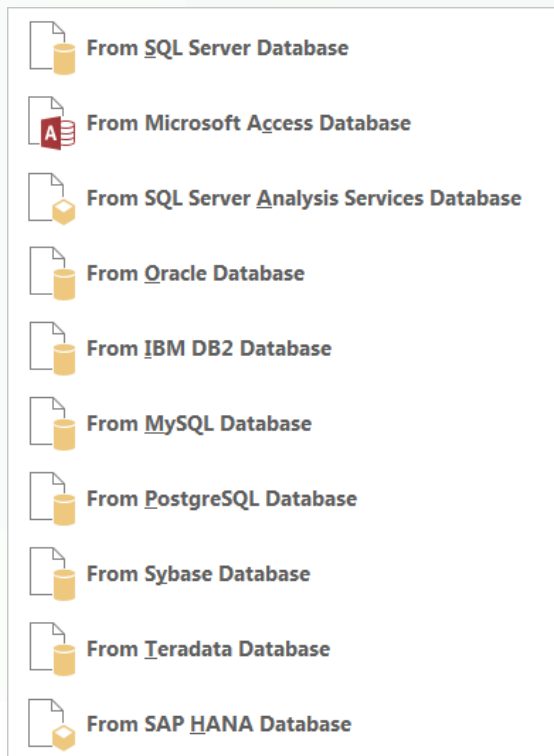 From SQL Server Database
A
From Microsoft Access Database
From SQL Server Analysis Services Database
From Oracle Database
From IBM DB2 Database
From MySQL Database
From PostgreSQL Database
From Sybase Database
From Teradata Database
From SAP HANA Database